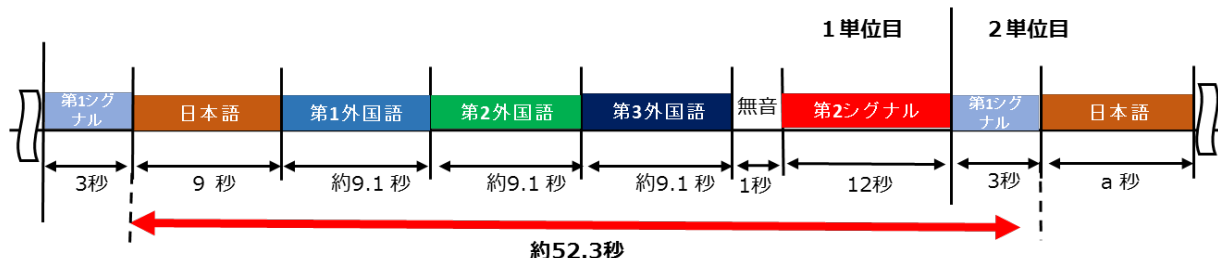 1単位目
2単位目
第1シグ
ナル
日本語
第1外国語
第2外国語
第3外国語
無音
第2シグナル
第1シグ
ナル
日本語
3秒
9 秒
約9.1 秒
約9.1 秒
約9.1 秒
1秒
12秒
3秒
a 秒
約52.3秒